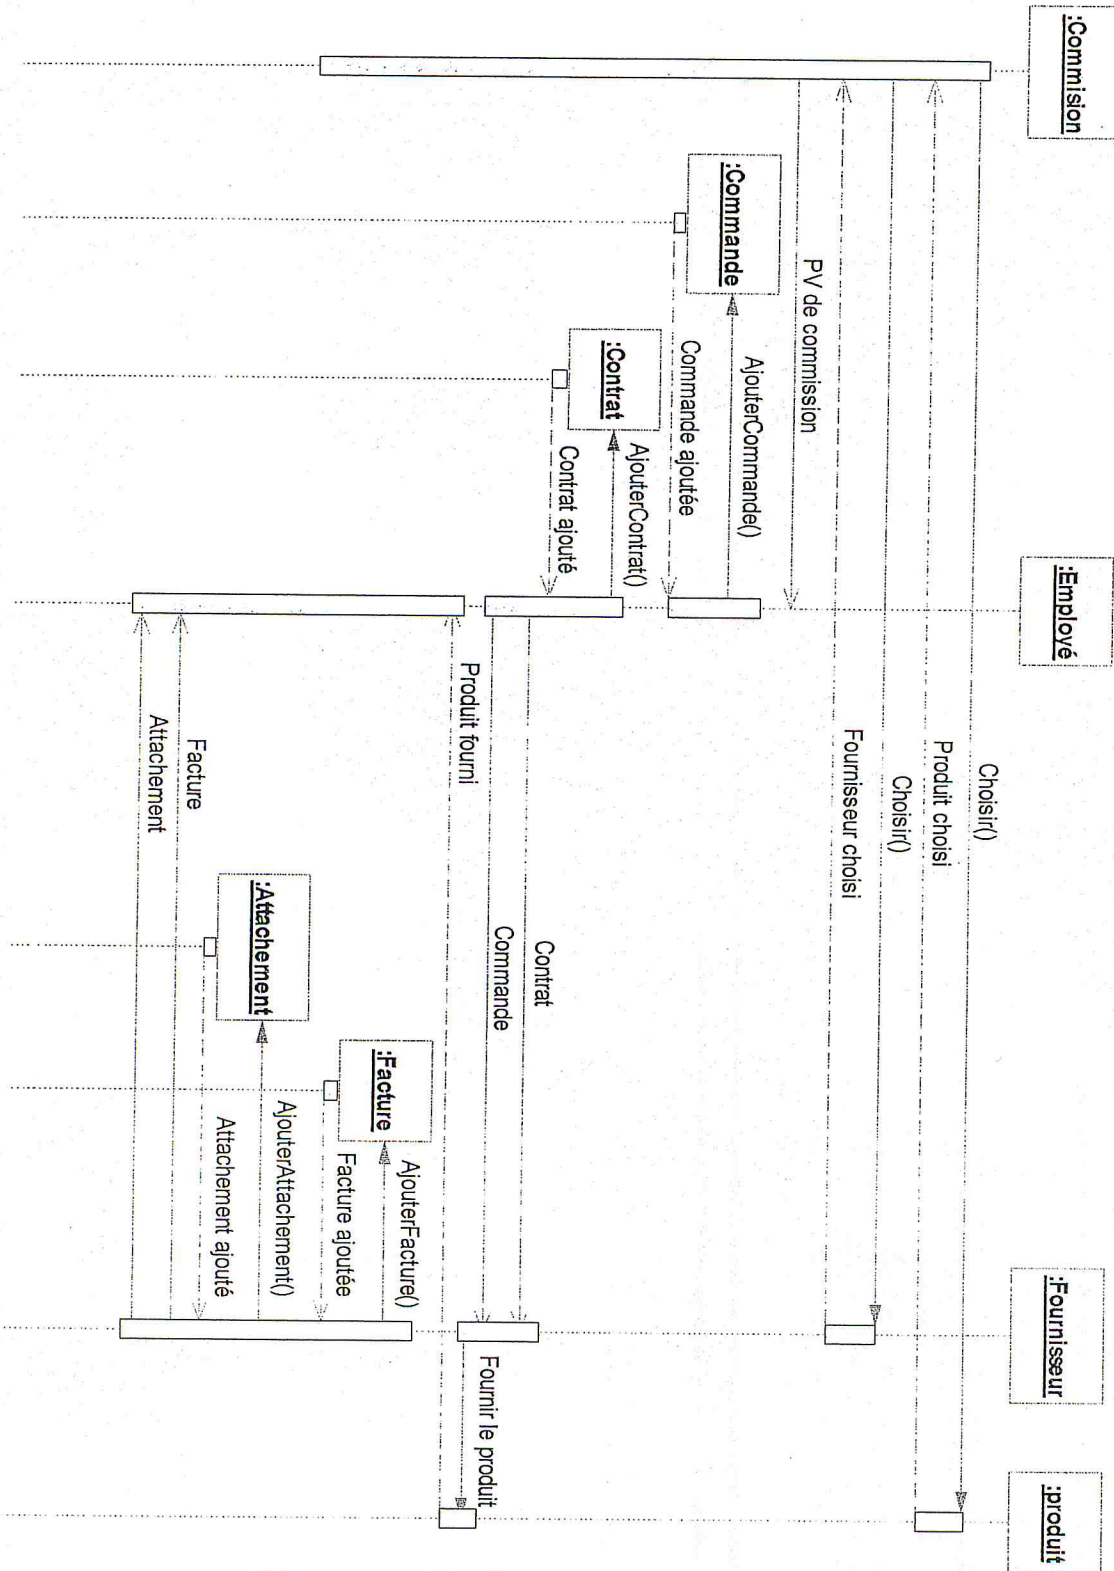 :Commision
:Employé
:Fournisseur
:produit
Choisir()
Produit choisi
Choisir()
Fournisseur choisi
PV de commission
:Commande
AjouterCommande()
Commande ajoutée
:Contrat
AjouterContrat()
Contrat ajouté
Contrat
Commande
Fournir le produit
Produit fourni
:Facture
AjouterFacture()
Facture ajoutée
:Attachement
AjouterAttachement()
Attachement ajouté
Facture
Attachement